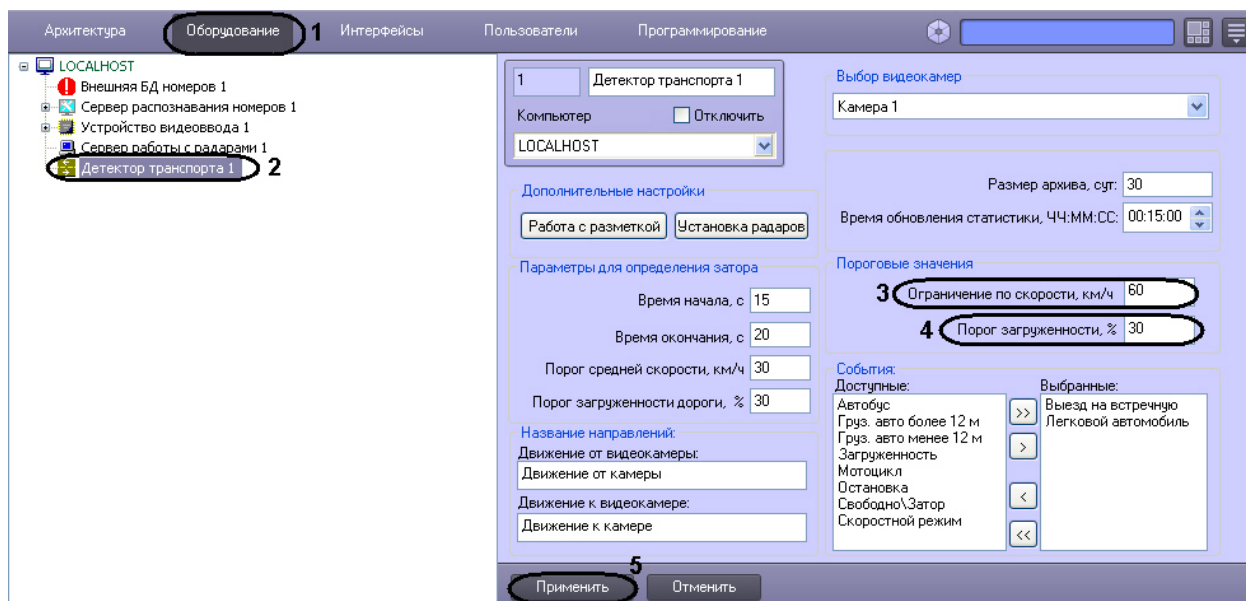 Архитектура Оборудование 1 Интерфейсы Пользователи Программирование
LOCALHOST
Внешняя БД номеров 1
Сервер распознавания номеров 1
Устройство видеоввода 1
Сервер работы с радарами 1
Детектор транспорта 1 2
1 Детектор транспорта 1
Компьютер Отключить
LOCALHOST
Дополнительные настройки
Работа с разметкой Установка радаров
Параметры для определения затора
Время начала, с 15
Время окончания, с 20
Порог средней скорости, км/ч 30
Порог загруженности дороги, % 30
Название направлений:
Движение от видеокамеры:
Движение от камеры
Движение к видеокамере:
Движение к камере
Выбор видеокамер
Камера 1
Размер архива, сут: 30
Время обновления статистики, ЧЧ:ММ:СС: 00:15:00
Пороговые значения
3 Ограничение по скорости, км/ч 60
4 Порог загруженности, % 30
События:
Доступные:
Автобус
Груз. авто более 12 м
Груз. авто менее 12 м
Загруженность
Мотоцикл
Остановка
Свободно\Затор
Скоростной режим
>>
>
<
<<
Выбранные:
Выезд на встречную
Легковой автомобиль
5
Применить Отменить